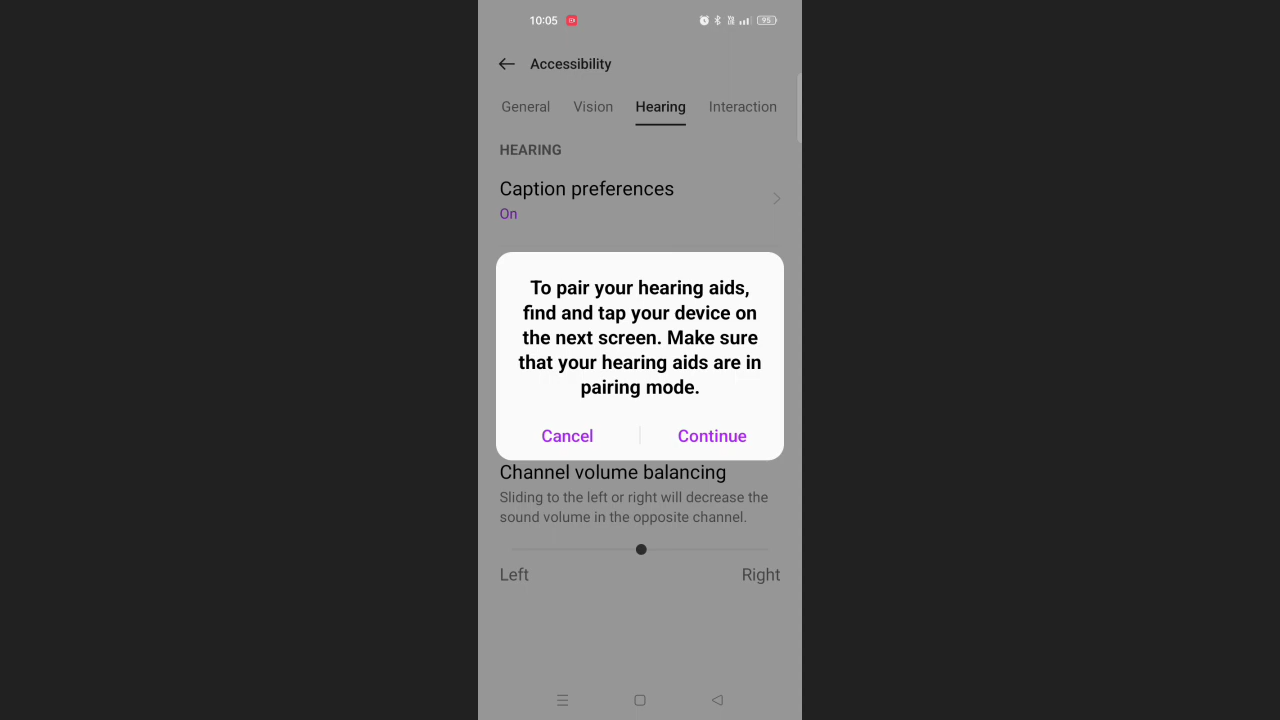 10:05
95
Accessibility
General Vision Hearing Interaction
HEARING
Caption preferences
On
To pair your hearing aids,
find and tap your device on
the next screen. Make sure
that your hearing aids are in
pairing mode.
Cancel Continue
Channel volume balancing
Sliding to the left or right will decrease the
sound volume in the opposite channel.
Left Right